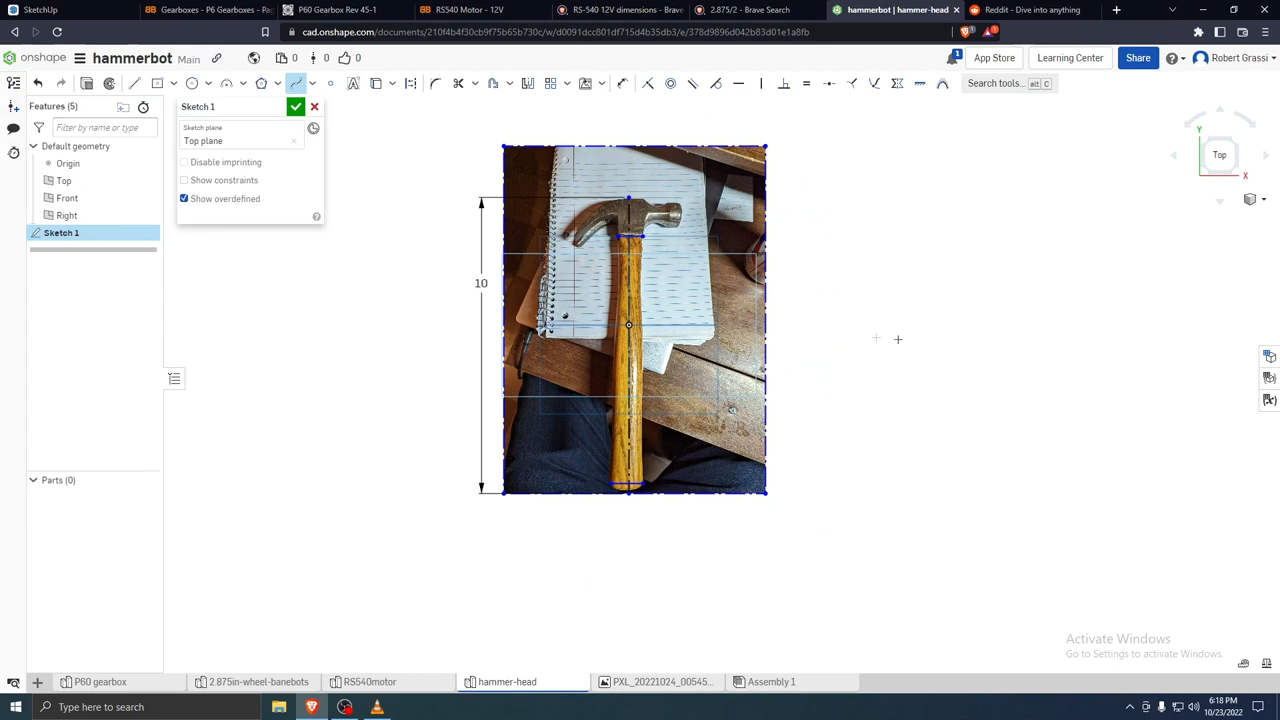 SketchUp
Gearboxes - P6 Gearboxes - Pa
P60 Gearbox Rev 45-1
RS540 Motor - 12V
RS-540 12V dimensions - Brave
2.875/2 - Brave Search
hammerbot | hammer-head
Reddit - Dive into anything
cad.onshape.com/documents/210f4b4f30cb9f75b65b730c/w/d0091dcc801df715d4b35db3/e/378d9896d042b83d01e1a8fb
onshape
hammerbot
Main
0
0
0
App Store
Learning Center
Share
Robert Grassi
Search tools...
alt
C
Features (5)
Filter by name or type
Default geometry
Origin
Top
Front
Right
Sketch 1
Parts (0)
Sketch 1
Sketch plane
Top plane
Disable imprinting
Show constraints
Show overdefined
10
Y
Top
X
Activate Windows
Go to Settings to activate Windows.
P60 gearbox
2.875in-wheel-banebots
RS540motor
hammer-head
PXL_20221024_00545...
Assembly 1
Type here to search
6:18 PM
10/23/2022